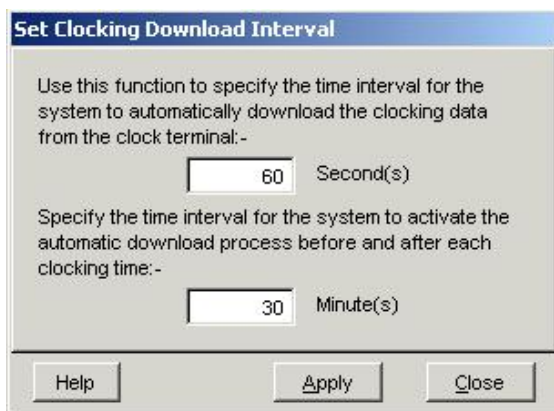 Set Clocking Download Interval
Use this function to specify the time interval for the
system to automatically download the clocking data
from the clock terminal:-
60 Second(s)
Specify the time interval for the system to activate the
automatic download process before and after each
clocking time:-
30 Minute(s)
Help Apply Close